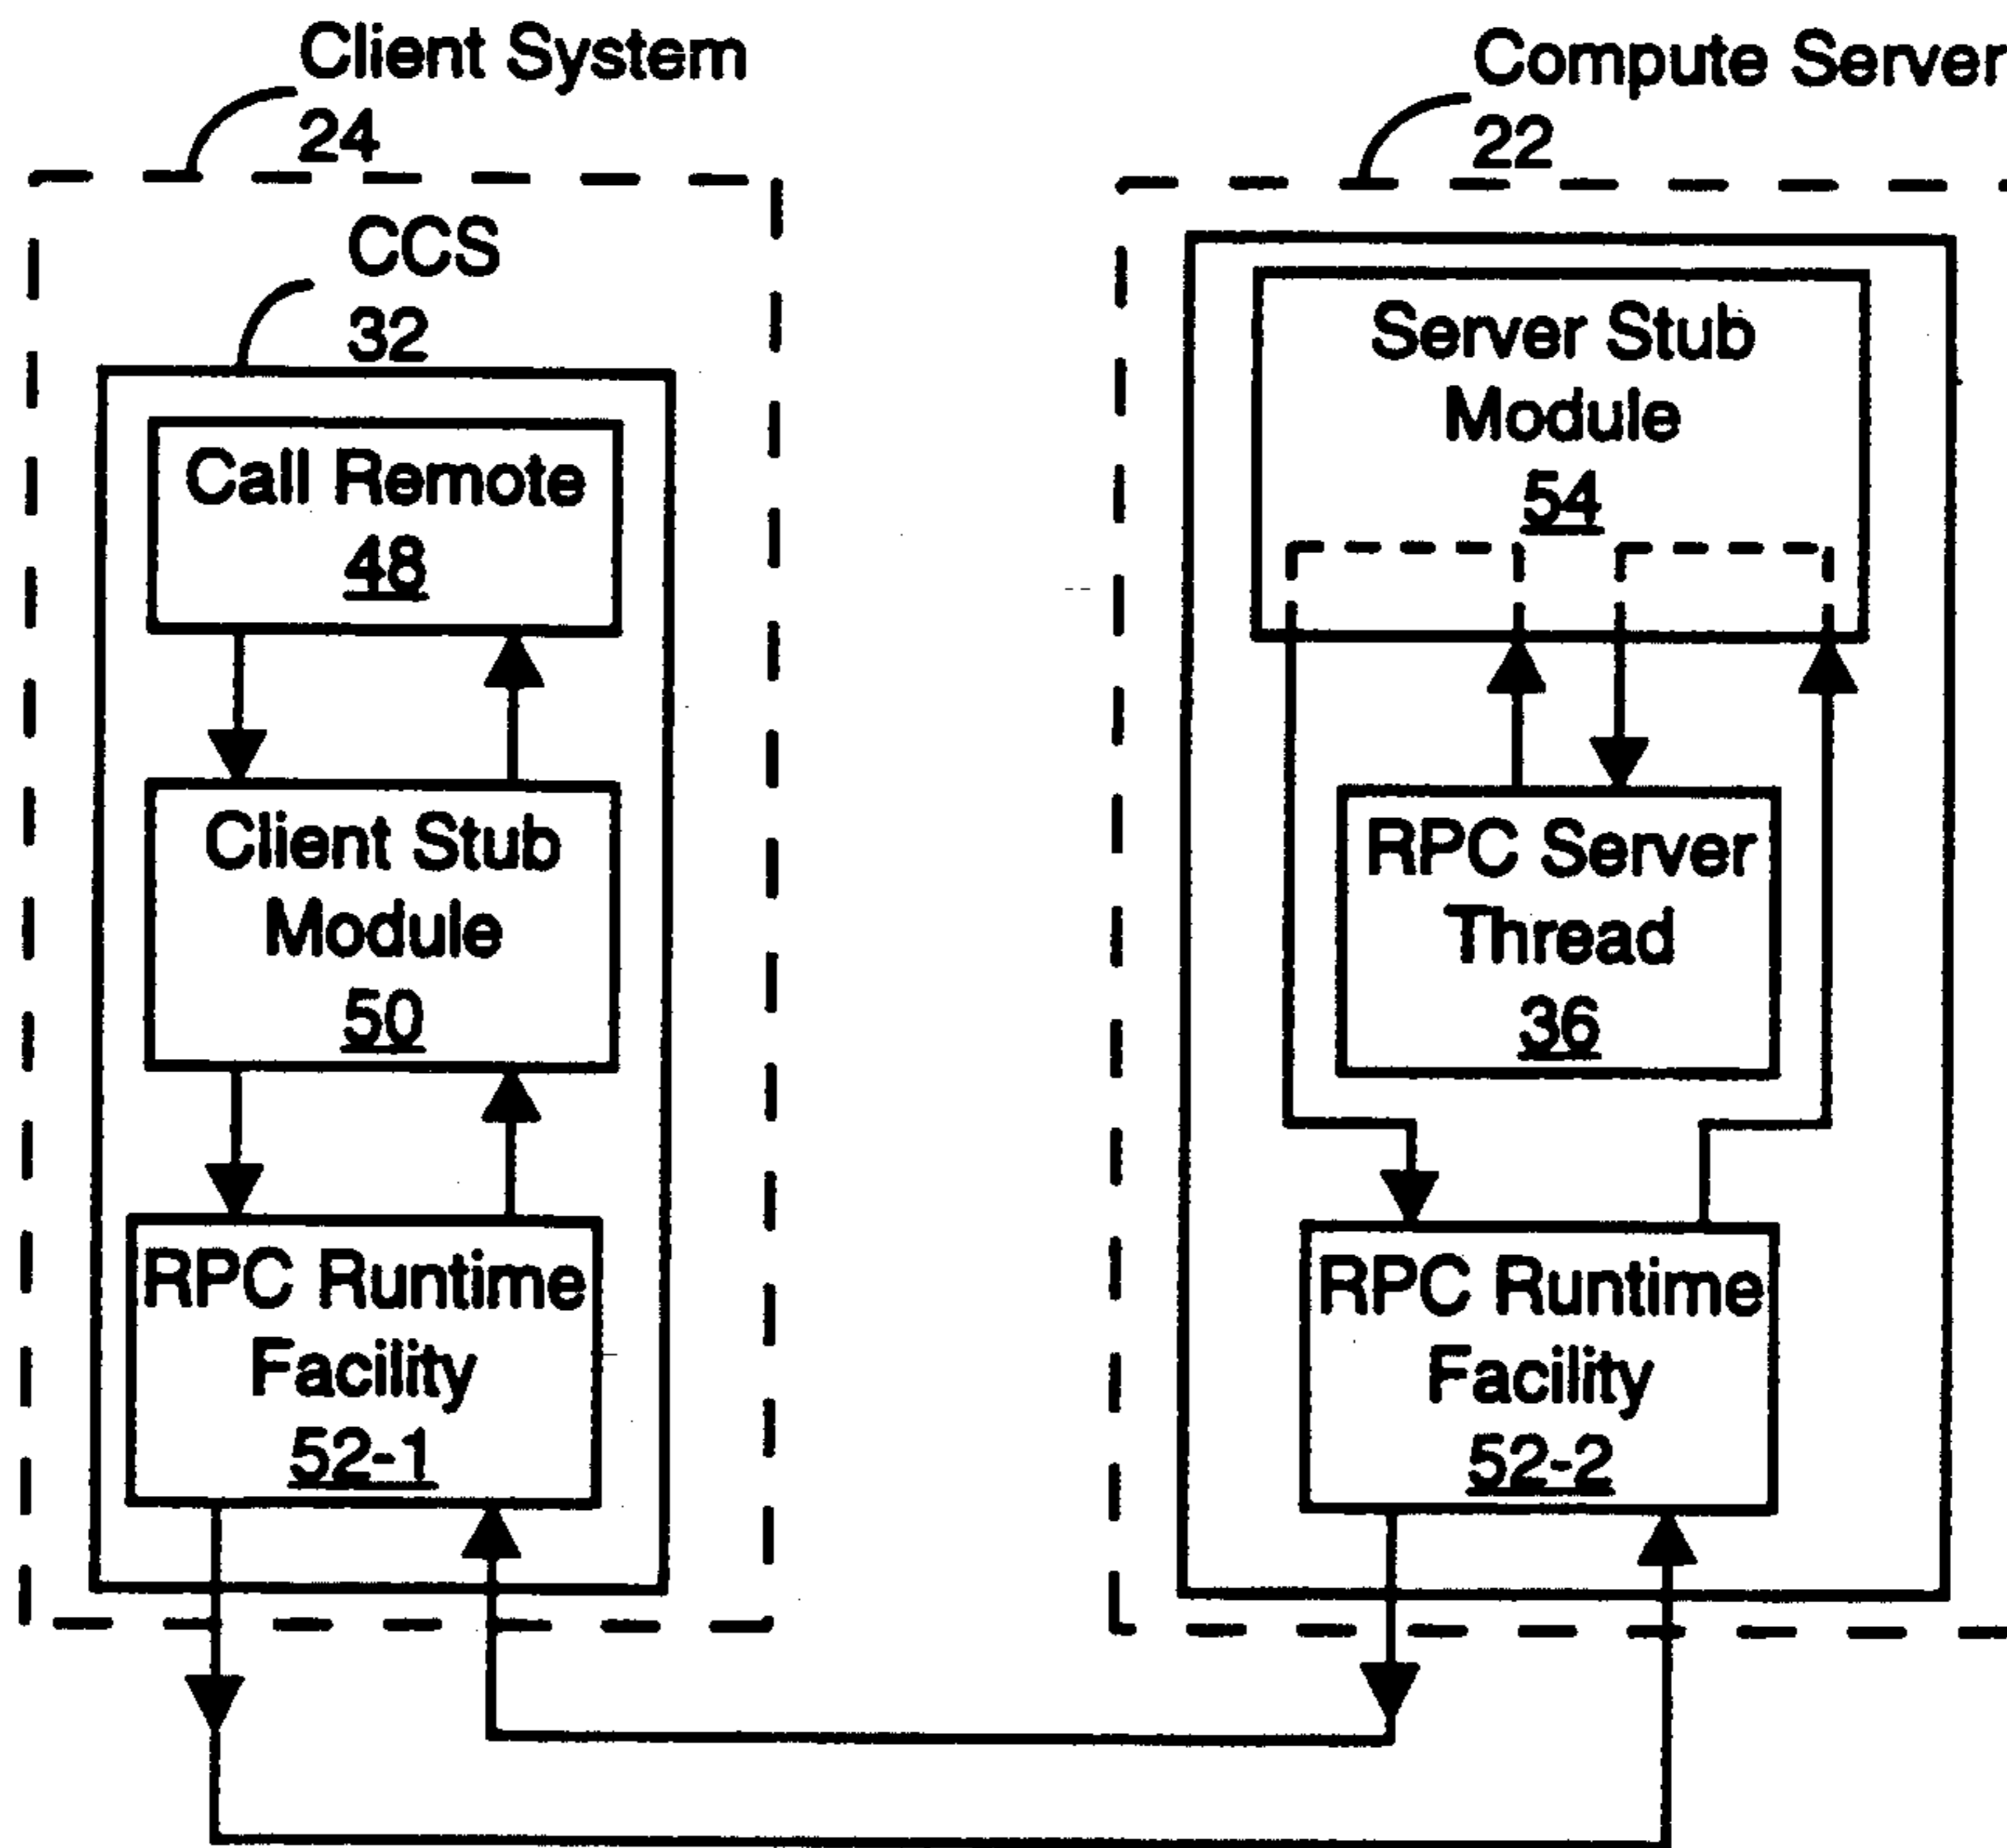 Client System
24
CCS
32
Call Remote
48
Client Stub
Module
50
RPC Runtime
Facility
52-1
Compute Server
22
Server Stub
Module
54
RPC Server
Thread
36
RPC Runtime
Facility
52-2